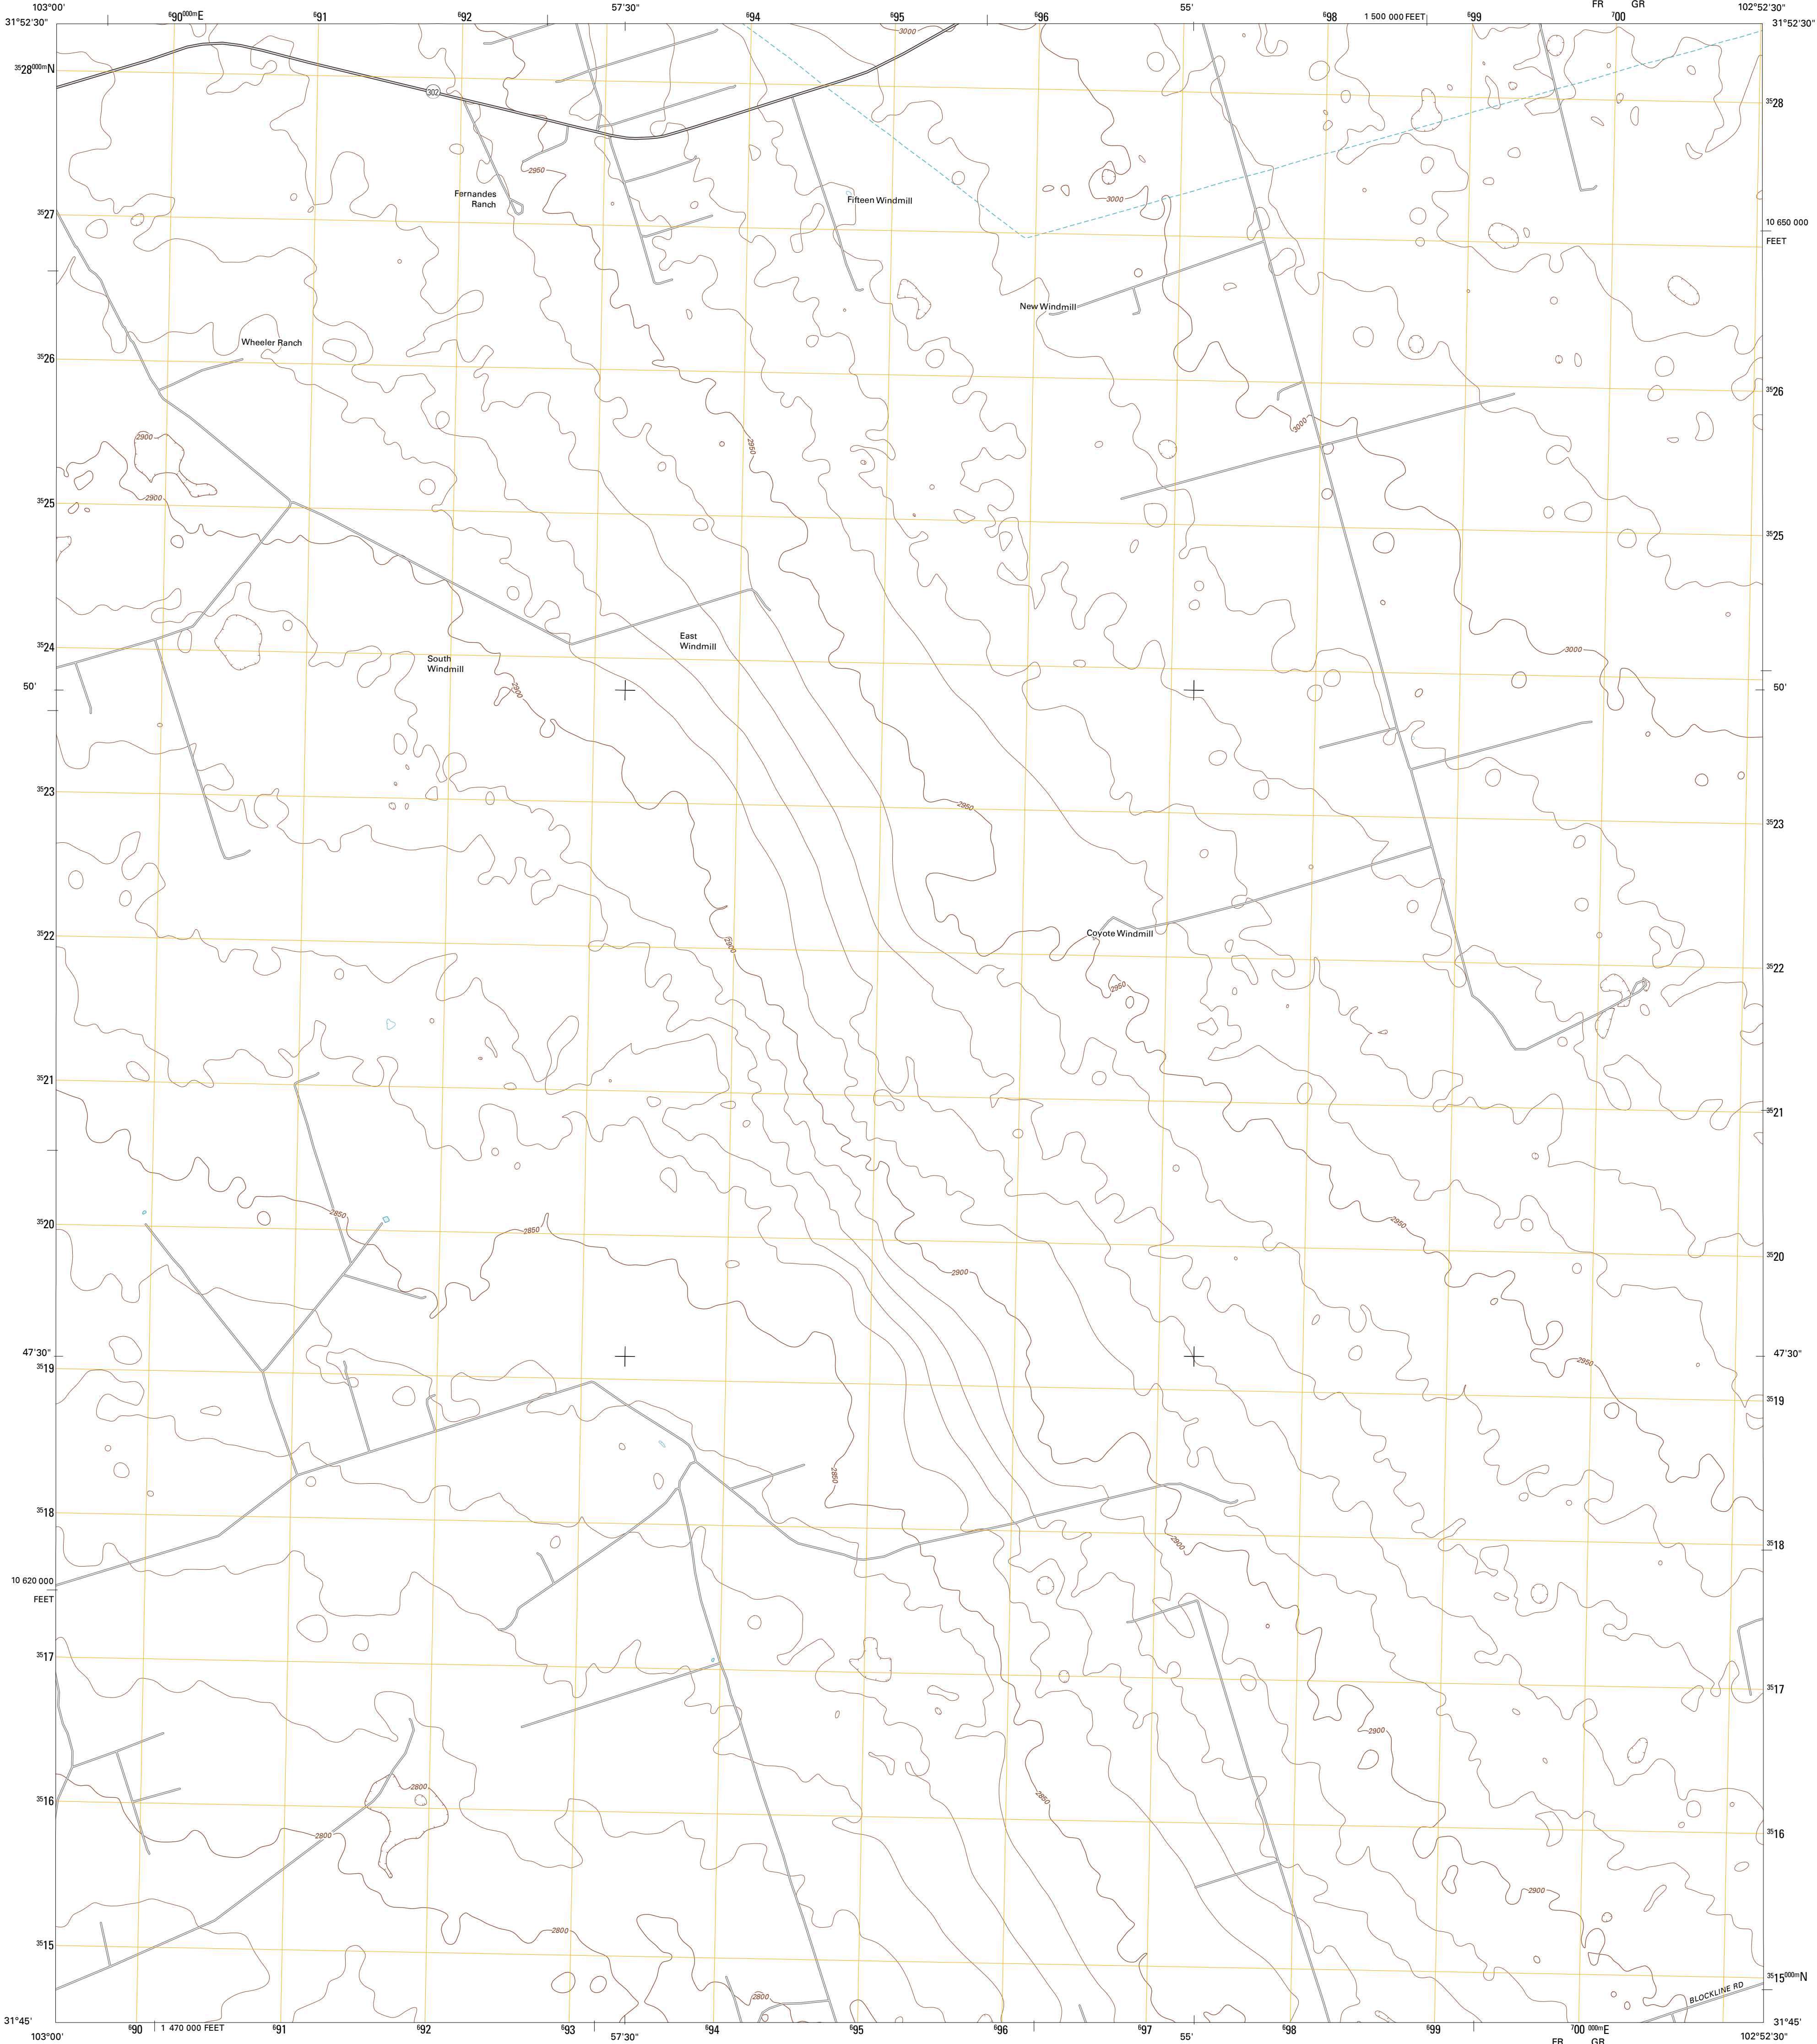 FR GR
103°00' ⁶90⁰⁰⁰ᵐE ⁶91 ⁶92 57'30" ⁶94 ⁶95 ⁶96 55' ⁶98 1 500 000 FEET ⁶99 ⁷00 102°52'30"
31°52'30" 31°52'30"
3000
³⁵28⁰⁰⁰ᵐN
302
³⁵28
2950
Fernandes
Ranch
Fifteen Windmill
3000
³⁵27
10 650 000
FEET
New Windmill
Wheeler Ranch
³⁵26
³⁵26
3000
2900
2950
2900
³⁵25
³⁵25
East
Windmill
³⁵24
3000
South
Windmill
50'
2900
50'
³⁵23
2950
³⁵23
³⁵22
Coyote Windmill
2900
³⁵22
2950
³⁵21
³⁵21
2850
³⁵20
2850
2950
³⁵20
2900
47'30"
47'30"
³⁵19
2950
³⁵19
2850
³⁵18
2900
³⁵18
10 620 000
FEET
³⁵17
³⁵17
2900
2800
³⁵16
2850
2800
³⁵16
2900
2800
³⁵15
³⁵15⁰⁰⁰ᵐN
BLOCKLINE RD
2800
31°45' 31°45'
103°00' ⁶90 1 470 000 FEET ⁶91 ⁶92 ⁶93 57'30" ⁶94 ⁶95 ⁶96 ⁶97 55' ⁶98 ⁶99 ⁷00⁰⁰⁰ᵐE 102°52'30"
FR GR